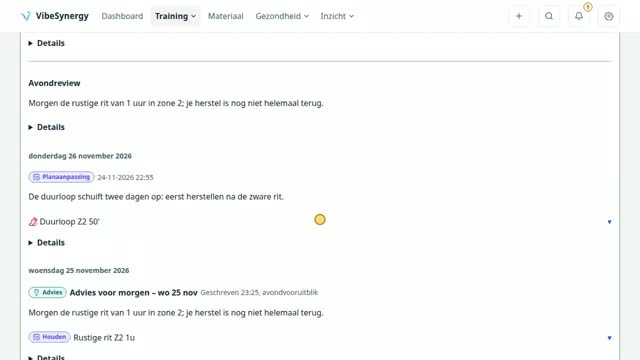 VibeSynergy Dashboard Training Materiaal Gezondheid Inzicht 1
Details
Avondreview
Morgen de rustige rit van 1 uur in zone 2; je herstel is nog niet helemaal terug.
Details
donderdag 26 november 2026
Planaanpassing 24-11-2026 22:55
De duurloop schuift twee dagen op: eerst herstellen na de zware rit.
Duurloop Z2 50'
Details
woensdag 25 november 2026
Advies Advies voor morgen – wo 25 nov Geschreven 23:25, avondvooruitblik
Morgen de rustige rit van 1 uur in zone 2; je herstel is nog niet helemaal terug.
Houden Rustige rit Z2 1u
Details